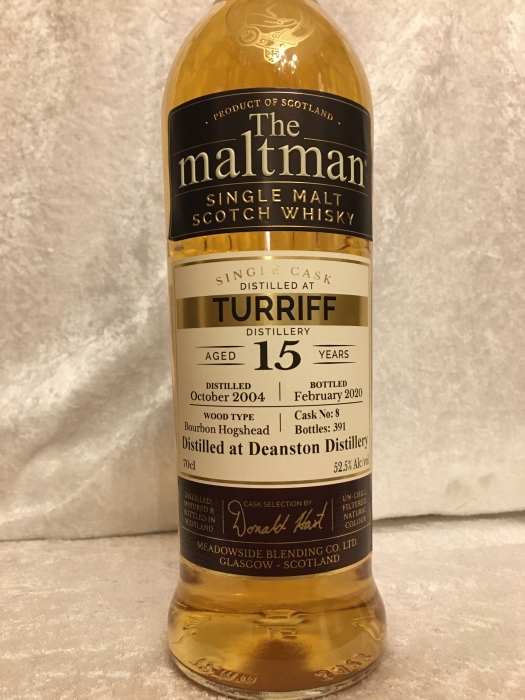 PRODUCT OF SCOTLAND
The
maltman
SINGLE MALT
SCOTCH WHISKY
SINGLE CASK
DISTILLED AT
TURRIFF
DISTILLERY
AGED 15 YEARS
DISTILLED BOTTLED
October 2004 February 2020
WOOD TYPE Cask No: 8
Bourbon Hogshead Bottles: 391
Distilled at Deanston Distillery
70cl 52.5% Alc/vol
DISTILLED, MATURED & BOTTLED IN SCOTLAND
CASK SELECTION BY
Donald Hart
UN-CHILL FILTERED NATURAL COLOUR
MEADOWSIDE BLENDING CO. LTD.
GLASGOW - SCOTLAND